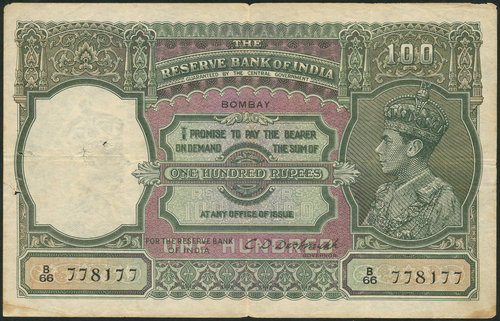 THE
RESERVE BANK OF INDIA
100
GUARANTEED BY THE CENTRAL GOVERNMENT
BOMBAY
I PROMISE TO PAY THE BEARER
ON DEMAND THE SUM OF
ONE HUNDRED RUPEES
AT ANY OFFICE OF ISSUE
FOR THE RESERVE BANK
OF INDIA
C D Deshmukh
GOVERNOR
B/66 778177
B/66 778177